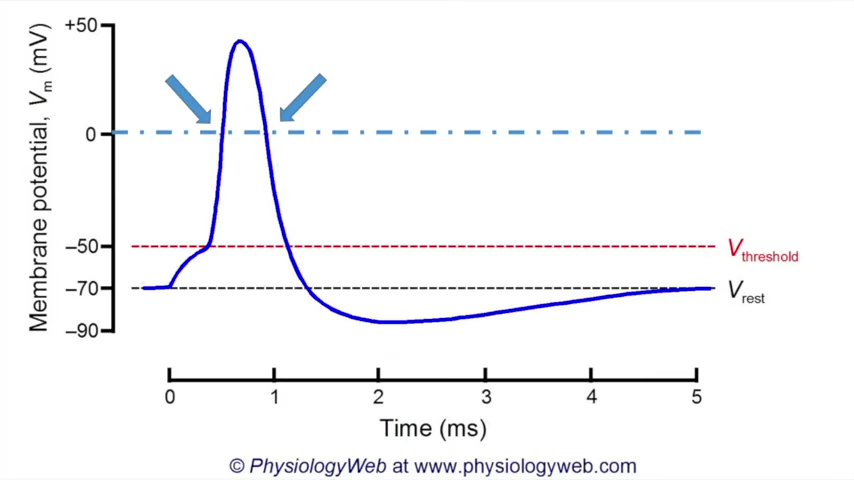 +50
0
–50
–70
–90
Membrane potential, Vm (mV)
Vthreshold
Vrest
0 1 2 3 4 5
Time (ms)
© PhysiologyWeb at www.physiologyweb.com